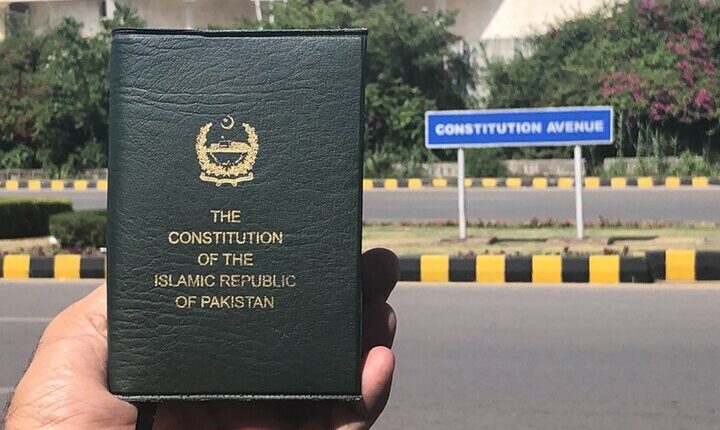 THE
CONSTITUTION
OF THE
ISLAMIC REPUBLIC
OF PAKISTAN
CONSTITUTION AVENUE